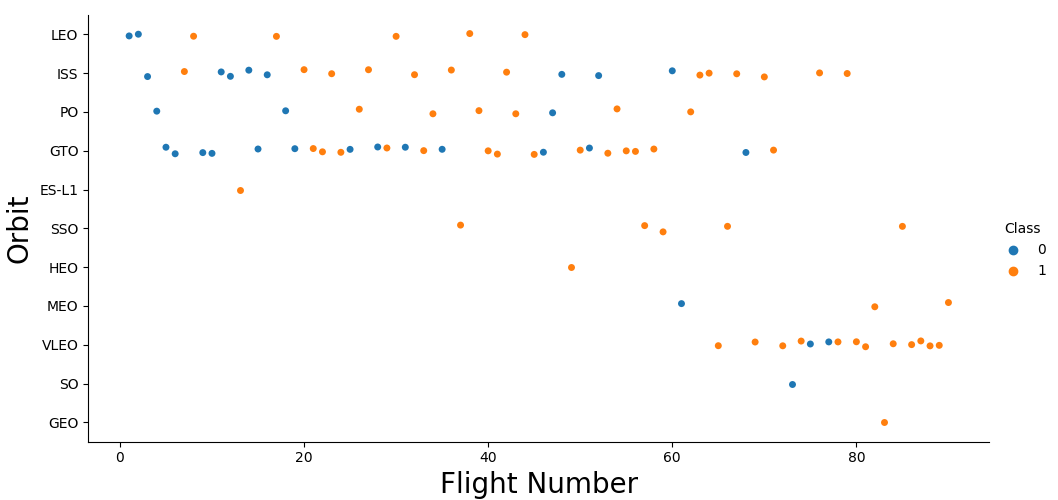 LEO
ISS
PO
GTO
ES-L1
SSO
HEO
MEO
VLEO
SO
GEO
Orbit
0 20 40 60 80
Flight Number
Class
0
1